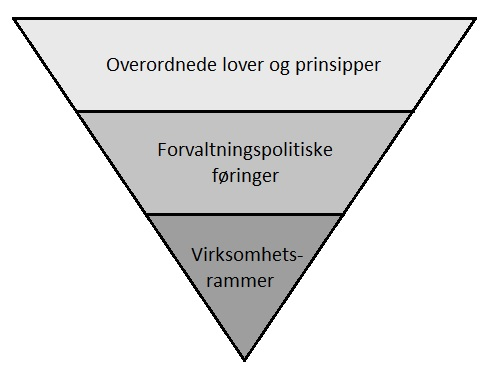 Overordnede lover og prinsipper
Forvaltningspolitiske
føringer
Virksomhets-
rammer